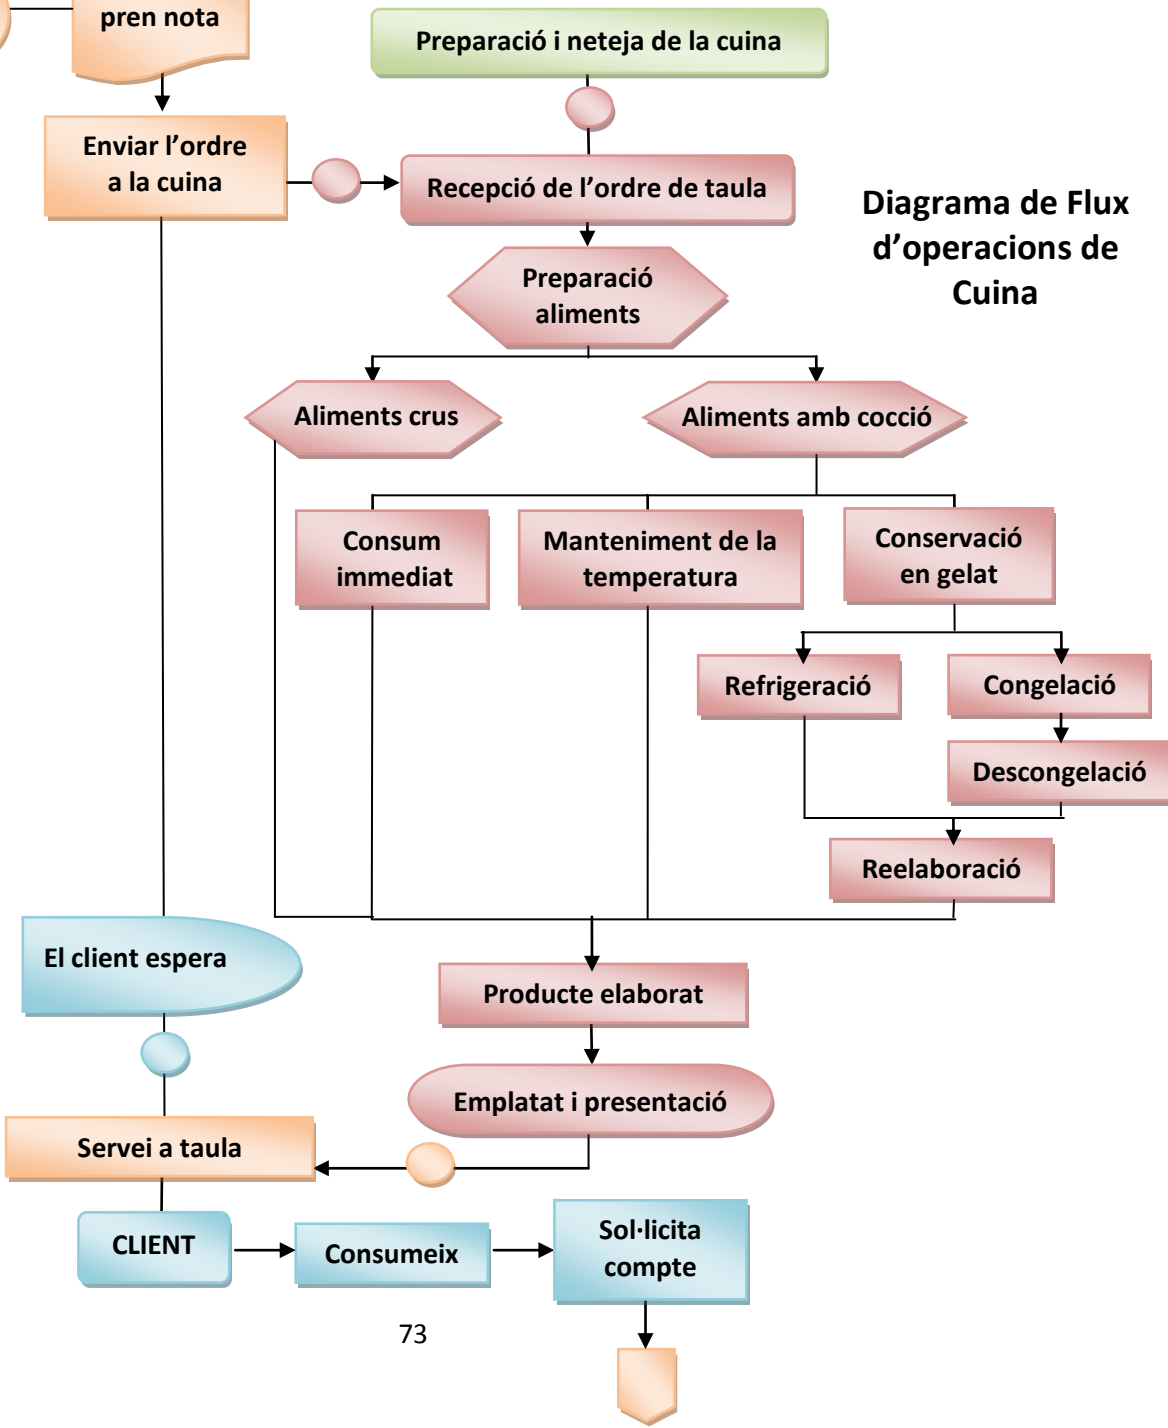 pren nota
Preparació i neteja de la cuina
Enviar l’ordre
a la cuina
Recepció de l’ordre de taula
Diagrama de Flux
d’operacions de
Cuina
Preparació
aliments
Aliments crus
Aliments amb cocció
Consum
immediat
Manteniment de la
temperatura
Conservació
en gelat
Refrigeració
Congelació
Descongelació
Reelaboració
El client espera
Producte elaborat
Emplatat i presentació
Servei a taula
CLIENT
Consumeix
Sol·licita
compte
73